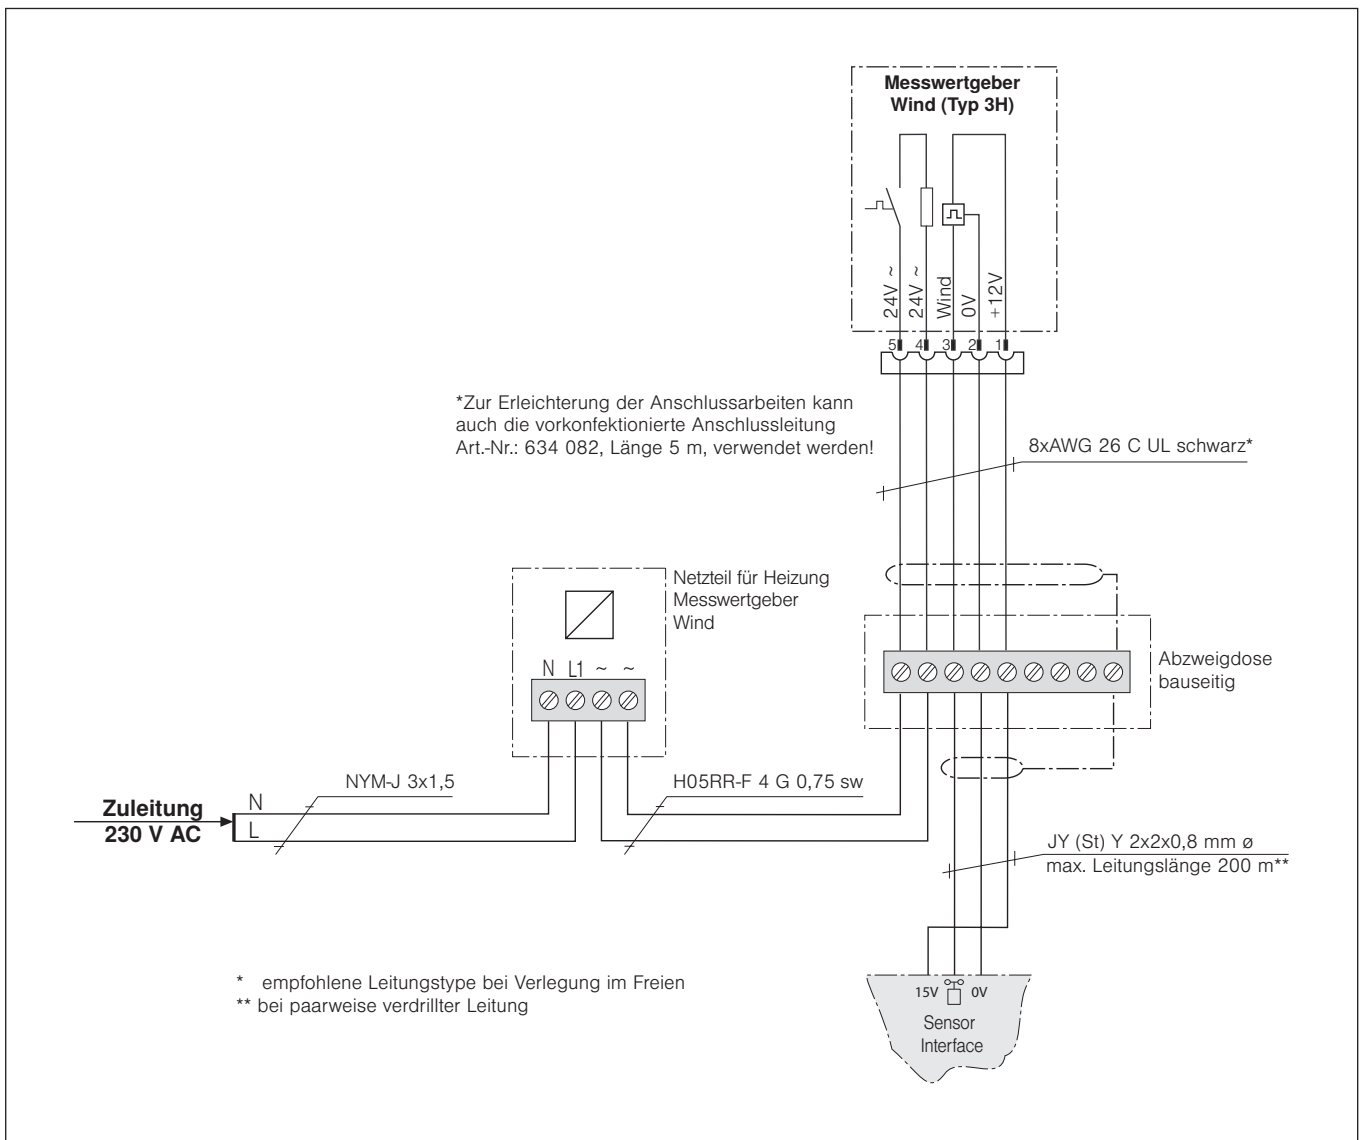 Messwertgeber
Wind (Typ 3H)
24V ~
24V ~
Wind
0V
+12V
5 4 3 2 1
*Zur Erleichterung der Anschlussarbeiten kann
auch die vorkonfektionierte Anschlussleitung
Art.-Nr.: 634 082, Länge 5 m, verwendet werden!
8xAWG 26 C UL schwarz*
Netzteil für Heizung
Messwertgeber
Wind
N L1 ~ ~
Abzweigdose
bauseitig
NYM-J 3x1,5
H05RR-F 4 G 0,75 sw
Zuleitung
230 V AC
N
L
JY (St) Y 2x2x0,8 mm ø
max. Leitungslänge 200 m**
* empfohlene Leitungstype bei Verlegung im Freien
** bei paarweise verdrillter Leitung
15V 0V
Sensor
Interface